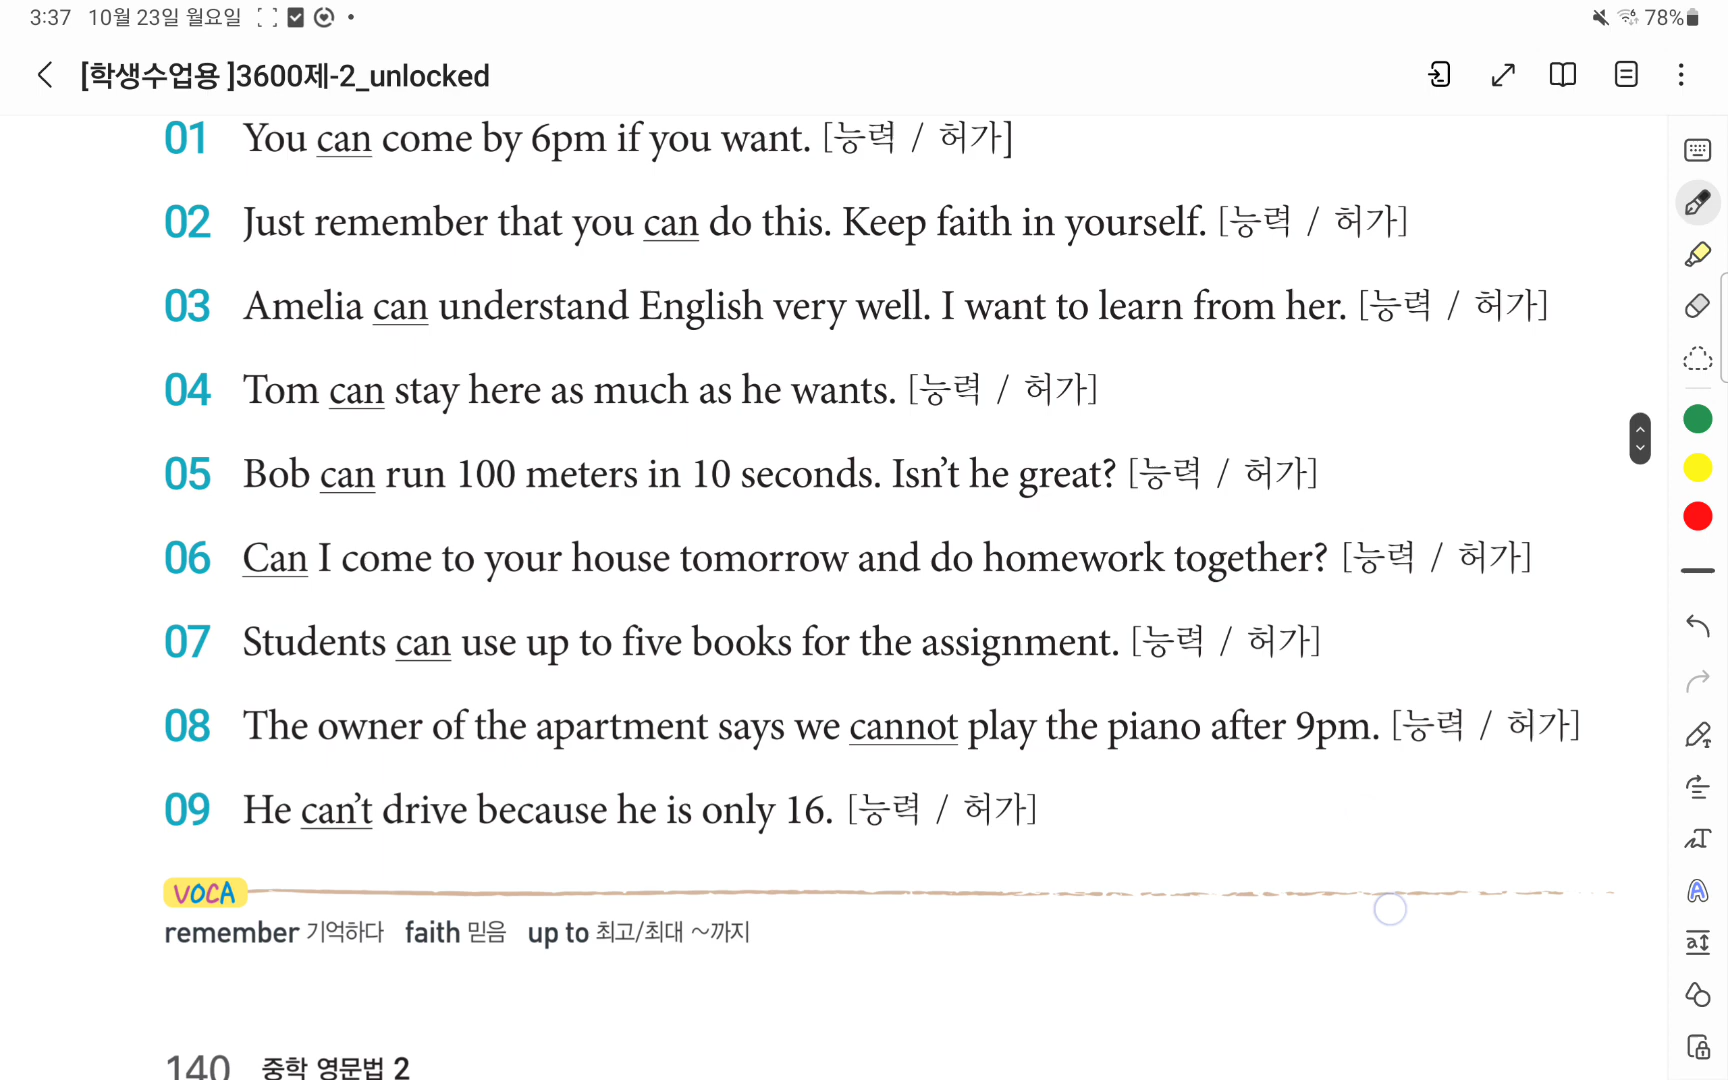 3:37 10월 23일 월요일 78%
[학생수업용 ]3600제-2_unlocked
01 You can come by 6pm if you want. [능력 / 허가]
02 Just remember that you can do this. Keep faith in yourself. [능력 / 허가]
03 Amelia can understand English very well. I want to learn from her. [능력 / 허가]
04 Tom can stay here as much as he wants. [능력 / 허가]
05 Bob can run 100 meters in 10 seconds. Isn’t he great? [능력 / 허가]
06 Can I come to your house tomorrow and do homework together? [능력 / 허가]
07 Students can use up to five books for the assignment. [능력 / 허가]
08 The owner of the apartment says we cannot play the piano after 9pm. [능력 / 허가]
09 He can’t drive because he is only 16. [능력 / 허가]
VOCA
remember 기억하다 faith 믿음 up to 최고/최대 ~까지
140 중학 영문법 2